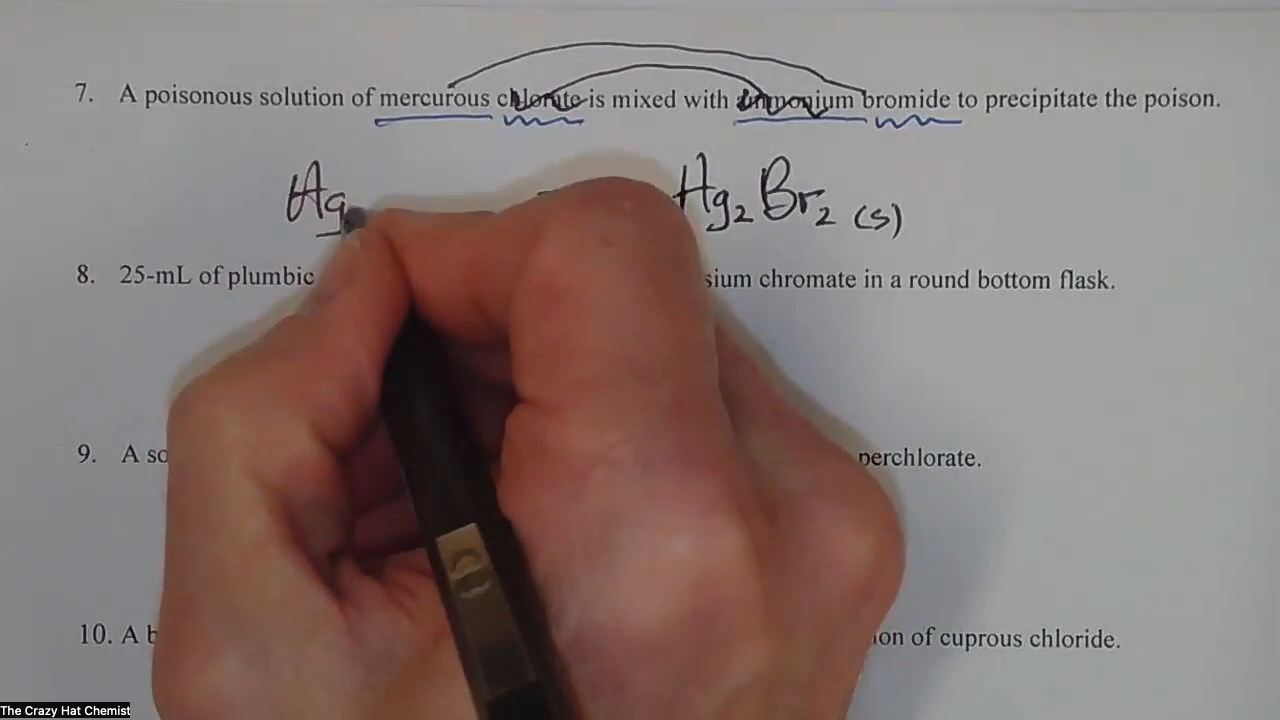 7. A poisonous solution of mercurous chlorate is mixed with ammonium bromide to precipitate the poison.
Hg Hg₂Br₂ (s)
8. 25-mL of plumbic sium chromate in a round bottom flask.
9. A so perchlorate.
10. A b ion of cuprous chloride.
The Crazy Hat Chemist